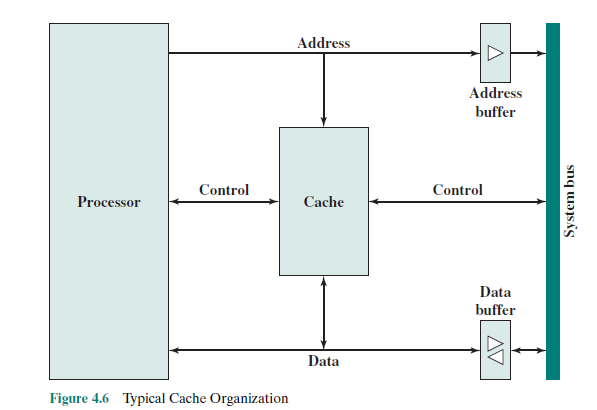 Address
Address
buffer
Control
Control
Processor
Cache
System bus
Data
buffer
Data
Figure 4.6 Typical Cache Organization